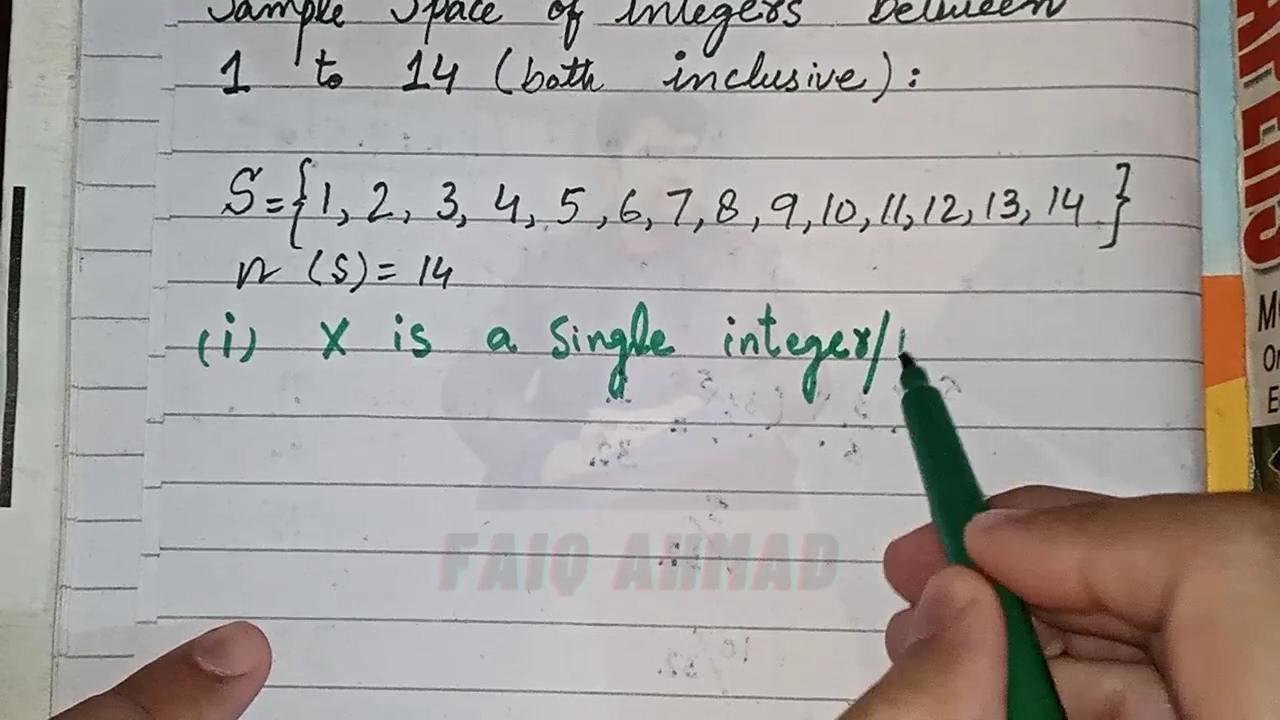 Sample Space of integers between
1 to 14 (both inclusive):
S={1, 2, 3, 4, 5, 6, 7, 8, 9, 10, 11, 12, 13, 14}
n (S) = 14
(i) X is a single integer/
FAIQ AHMAD